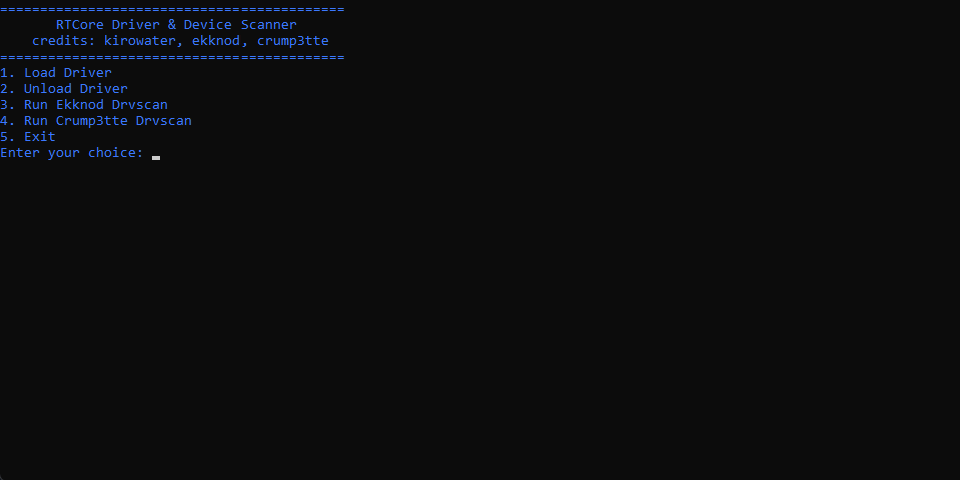 ===========================================
RTCore Driver & Device Scanner
credits: kirowater, ekknod, crump3tte
===========================================
1. Load Driver
2. Unload Driver
3. Run Ekknod Drvscan
4. Run Crump3tte Drvscan
5. Exit
Enter your choice: